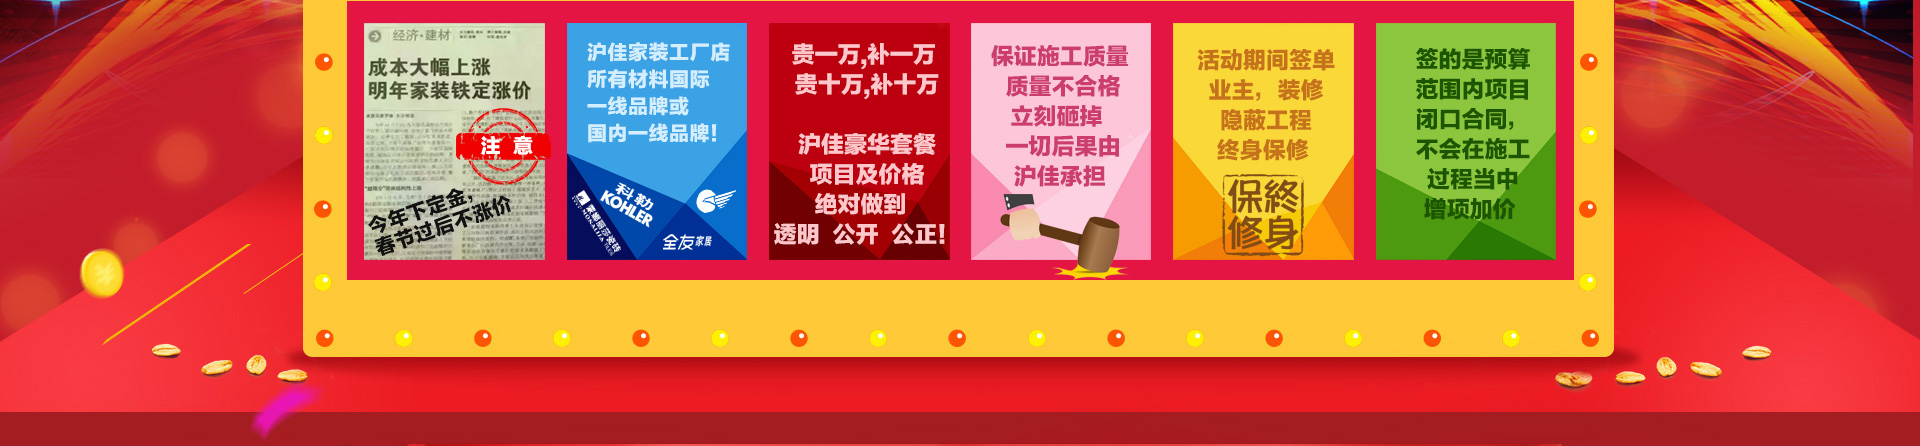 经济·建材
成本大幅上涨
明年家装铁定涨价
注 意
今年下定金，
春节过后不涨价
沪佳家装工厂店
所有材料国际
一线品牌或
国内一线品牌!
科勒
KOHLER
全友家居
贵一万,补一万
贵十万,补十万
沪佳豪华套餐
项目及价格
绝对做到
透明 公开 公正!
保证施工质量
质量不合格
立刻砸掉
一切后果由
沪佳承担
活动期间签单
业主，装修
隐蔽工程
终身保修
保終
修身
签的是预算
范围内项目
闭口合同，
不会在施工
过程当中
增项加价